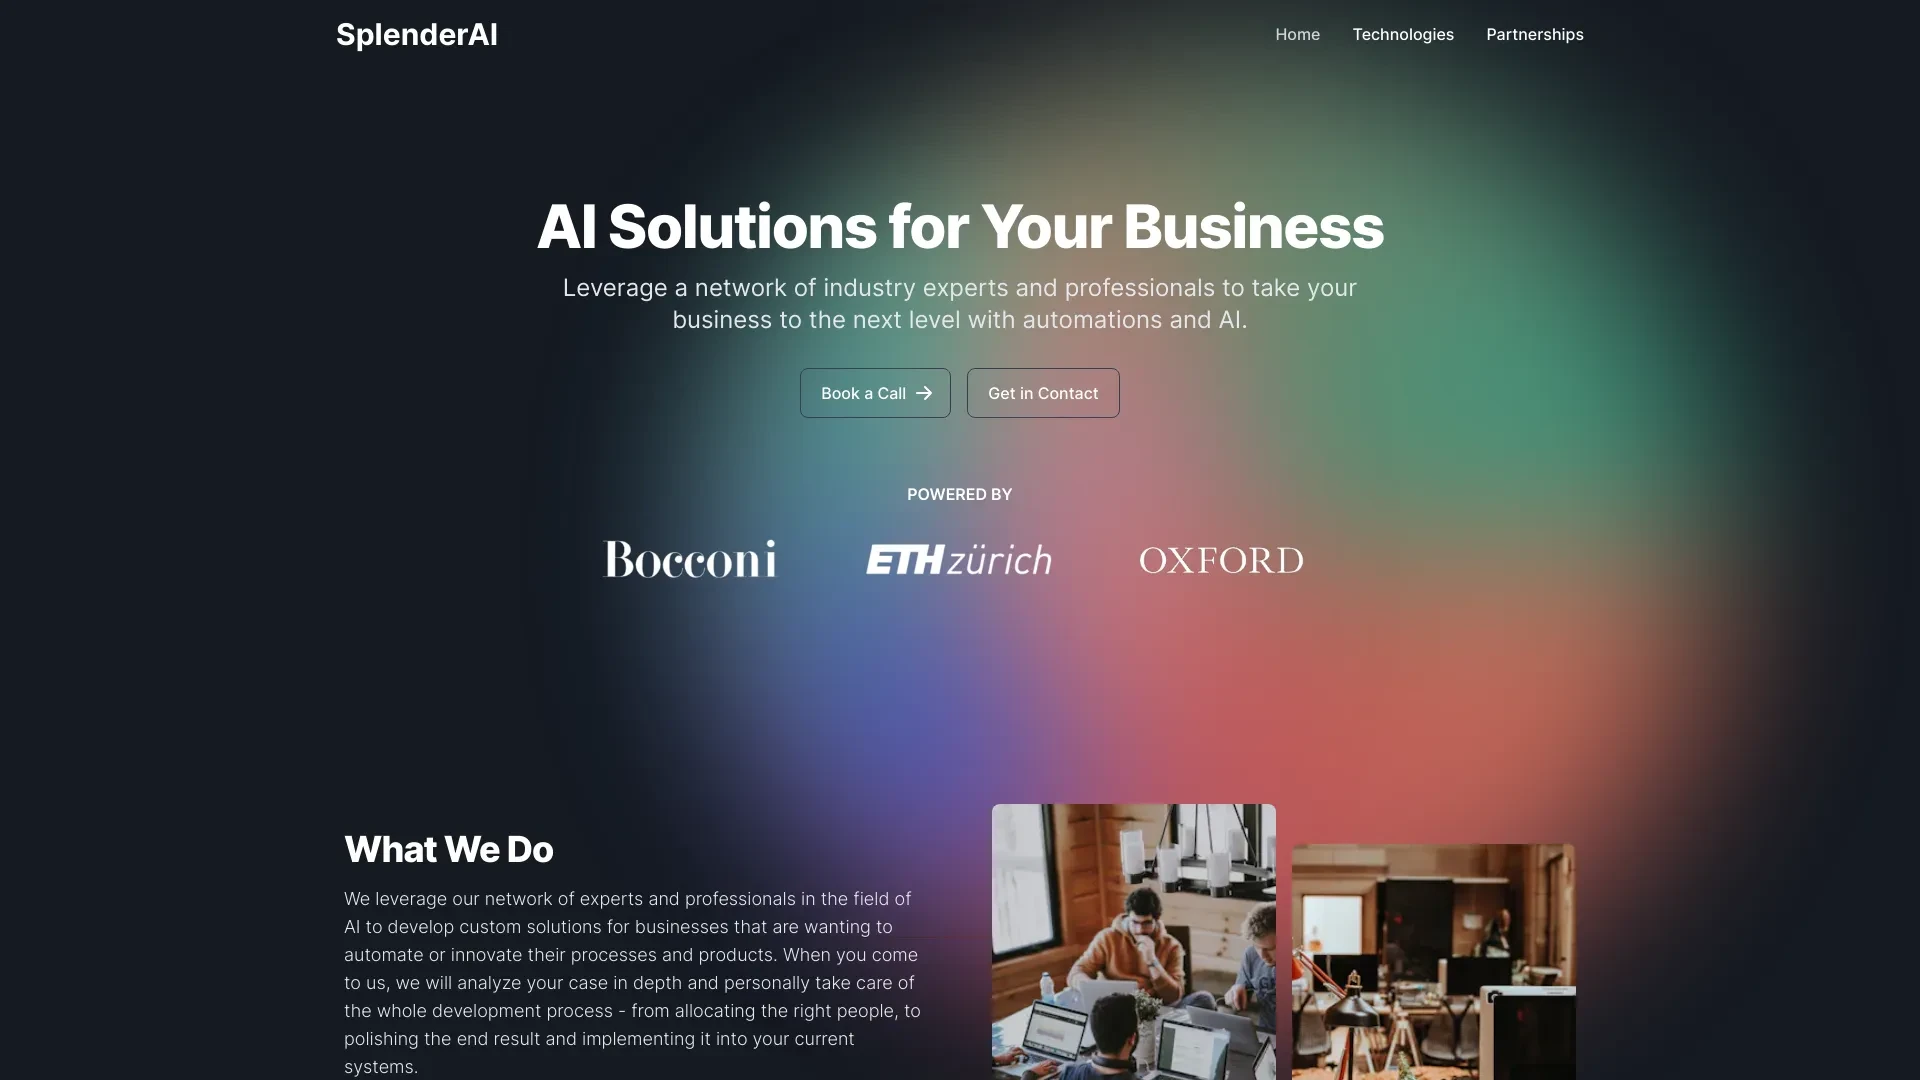 SplenderAI
Home
Technologies
Partnerships
AI Solutions for Your Business
Leverage a network of industry experts and professionals to take your
business to the next level with automations and AI.
Book a Call →
Get in Contact
POWERED BY
Bocconi
ETH zürich
OXFORD
What We Do
We leverage our network of experts and professionals in the field of
AI to develop custom solutions for businesses that are wanting to
automate or innovate their processes and products. When you come
to us, we will analyze your case in depth and personally take care of
the whole development process - from allocating the right people, to
polishing the end result and implementing it into your current
systems.